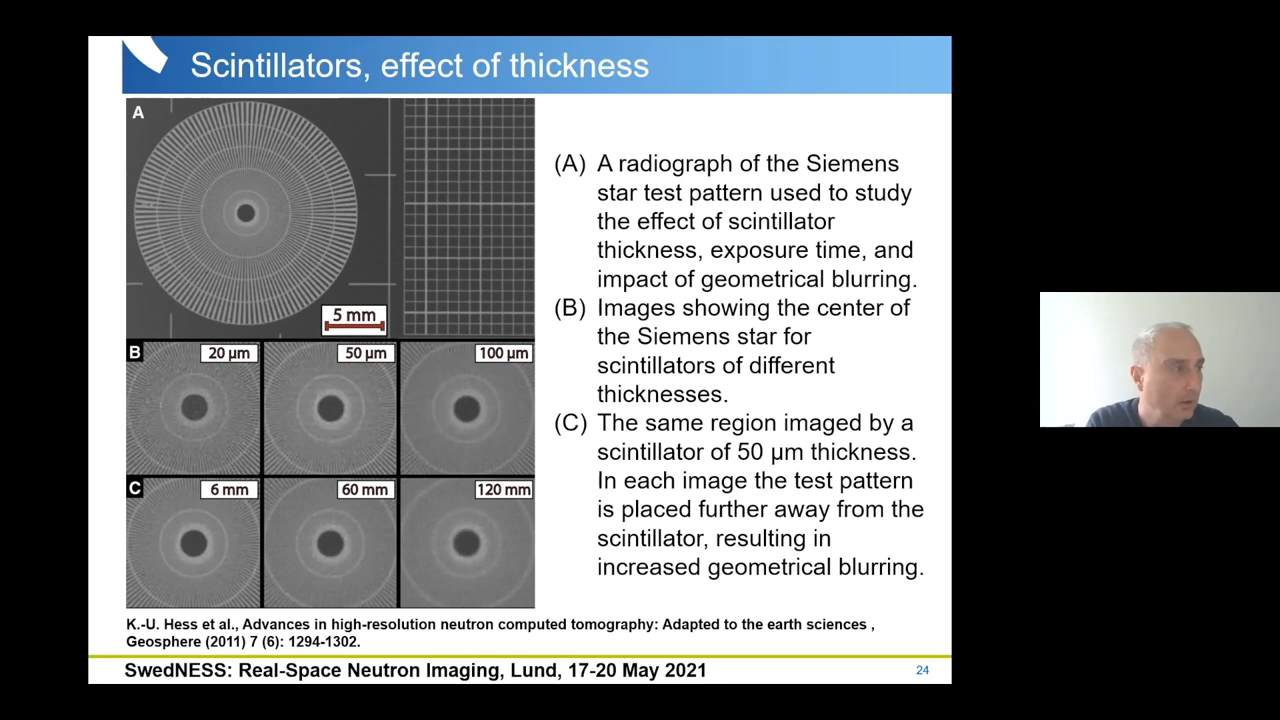 Scintillators, effect of thickness
A
5 mm
B
20 µm
50 µm
100 µm
C
6 mm
60 mm
120 mm
(A) A radiograph of the Siemens
star test pattern used to study
the effect of scintillator
thickness, exposure time, and
impact of geometrical blurring.
(B) Images showing the center of
the Siemens star for
scintillators of different
thicknesses.
(C) The same region imaged by a
scintillator of 50 µm thickness.
In each image the test pattern
is placed further away from the
scintillator, resulting in
increased geometrical blurring.
K.-U. Hess et al., Advances in high-resolution neutron computed tomography: Adapted to the earth sciences ,
Geosphere (2011) 7 (6): 1294-1302.
SwedNESS: Real-Space Neutron Imaging, Lund, 17-20 May 2021
24